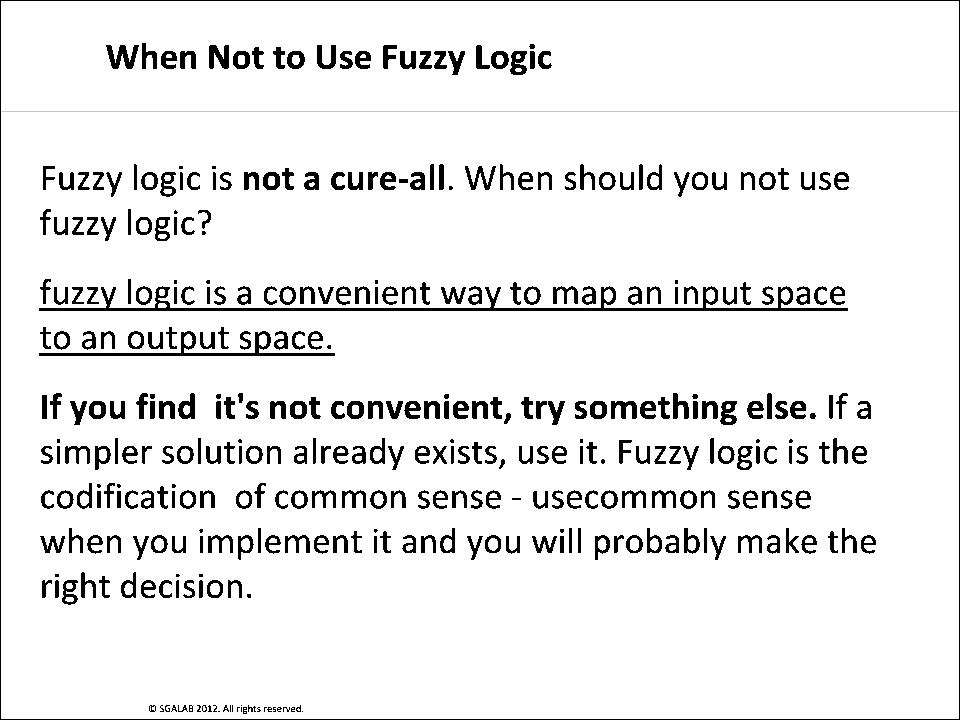 When Not to Use Fuzzy Logic
Fuzzy logic is not a cure-all. When should you not use
fuzzy logic?
fuzzy logic is a convenient way to map an input space
to an output space.
If you find  it's not convenient, try something else. If a
simpler solution already exists, use it. Fuzzy logic is the
codification  of common sense - usecommon sense
when you implement it and you will probably make the
right decision.
© SGALAB 2012. All rights reserved.